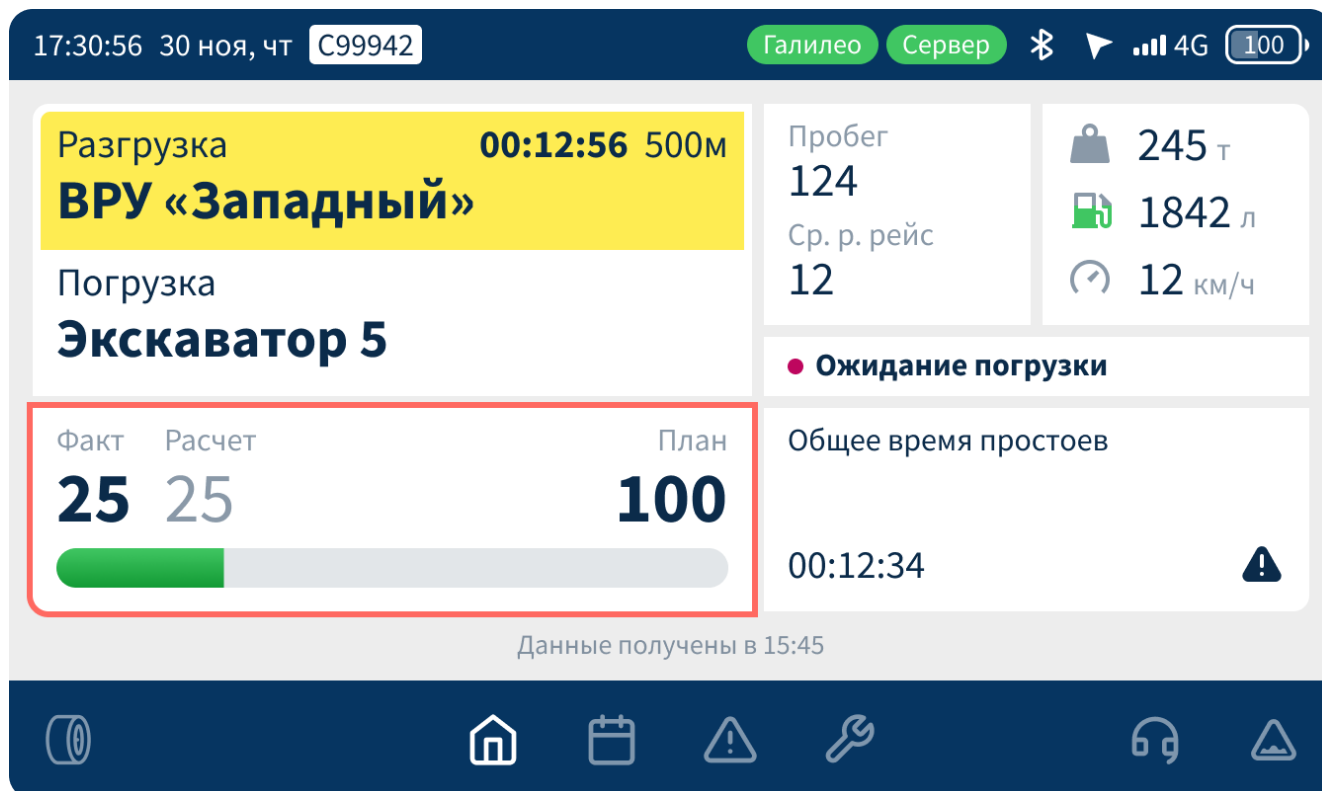 17:30:56 30 ноя, чт C99942 Галилео Сервер 4G 100
Разгрузка 00:12:56 500м
ВРУ «Западный»
Погрузка
Экскаватор 5
Пробег
124
Ср. р. рейс
12
245 т
1842 л
12 км/ч
Ожидание погрузки
Факт Расчет План
25 25 100
Общее время простоев
00:12:34
Данные получены в 15:45